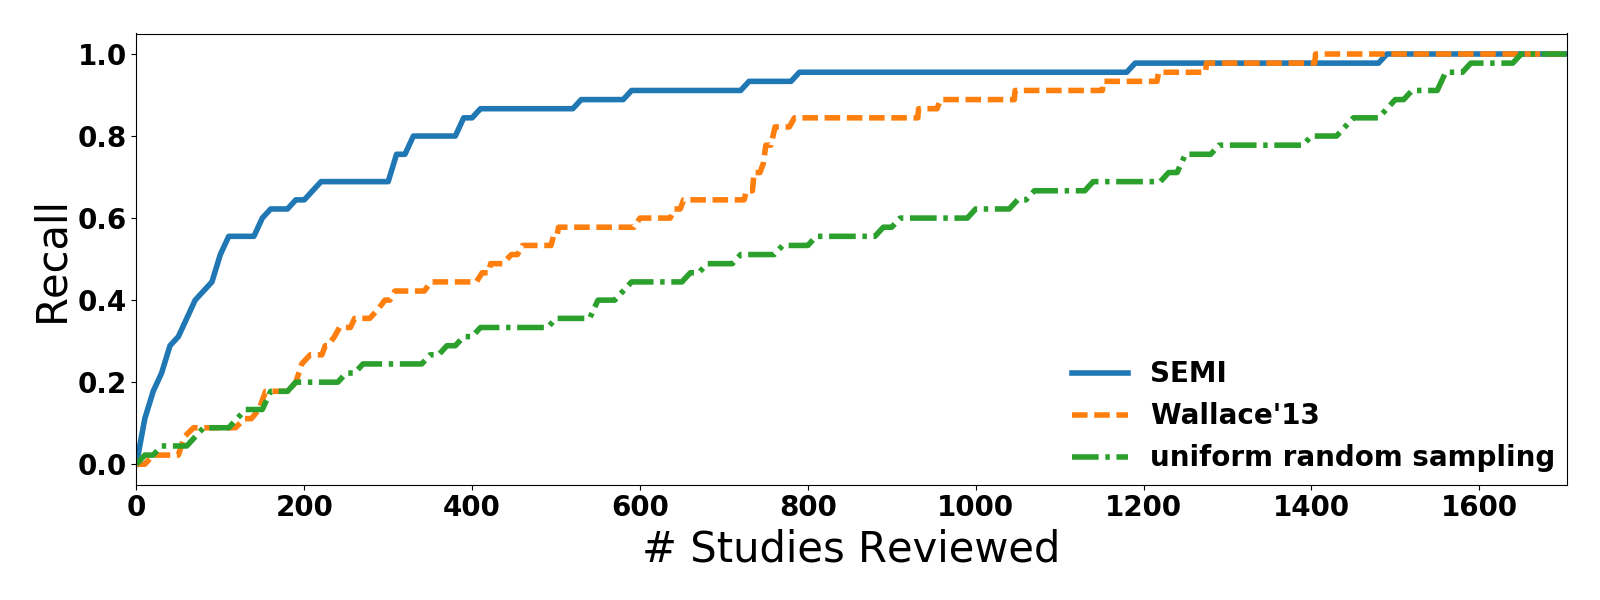 1.0
0.8
0.6
0.4
0.2
0.0
Recall
0 200 400 600 800 1000 1200 1400 1600
# Studies Reviewed
SEMI
Wallace'13
uniform random sampling